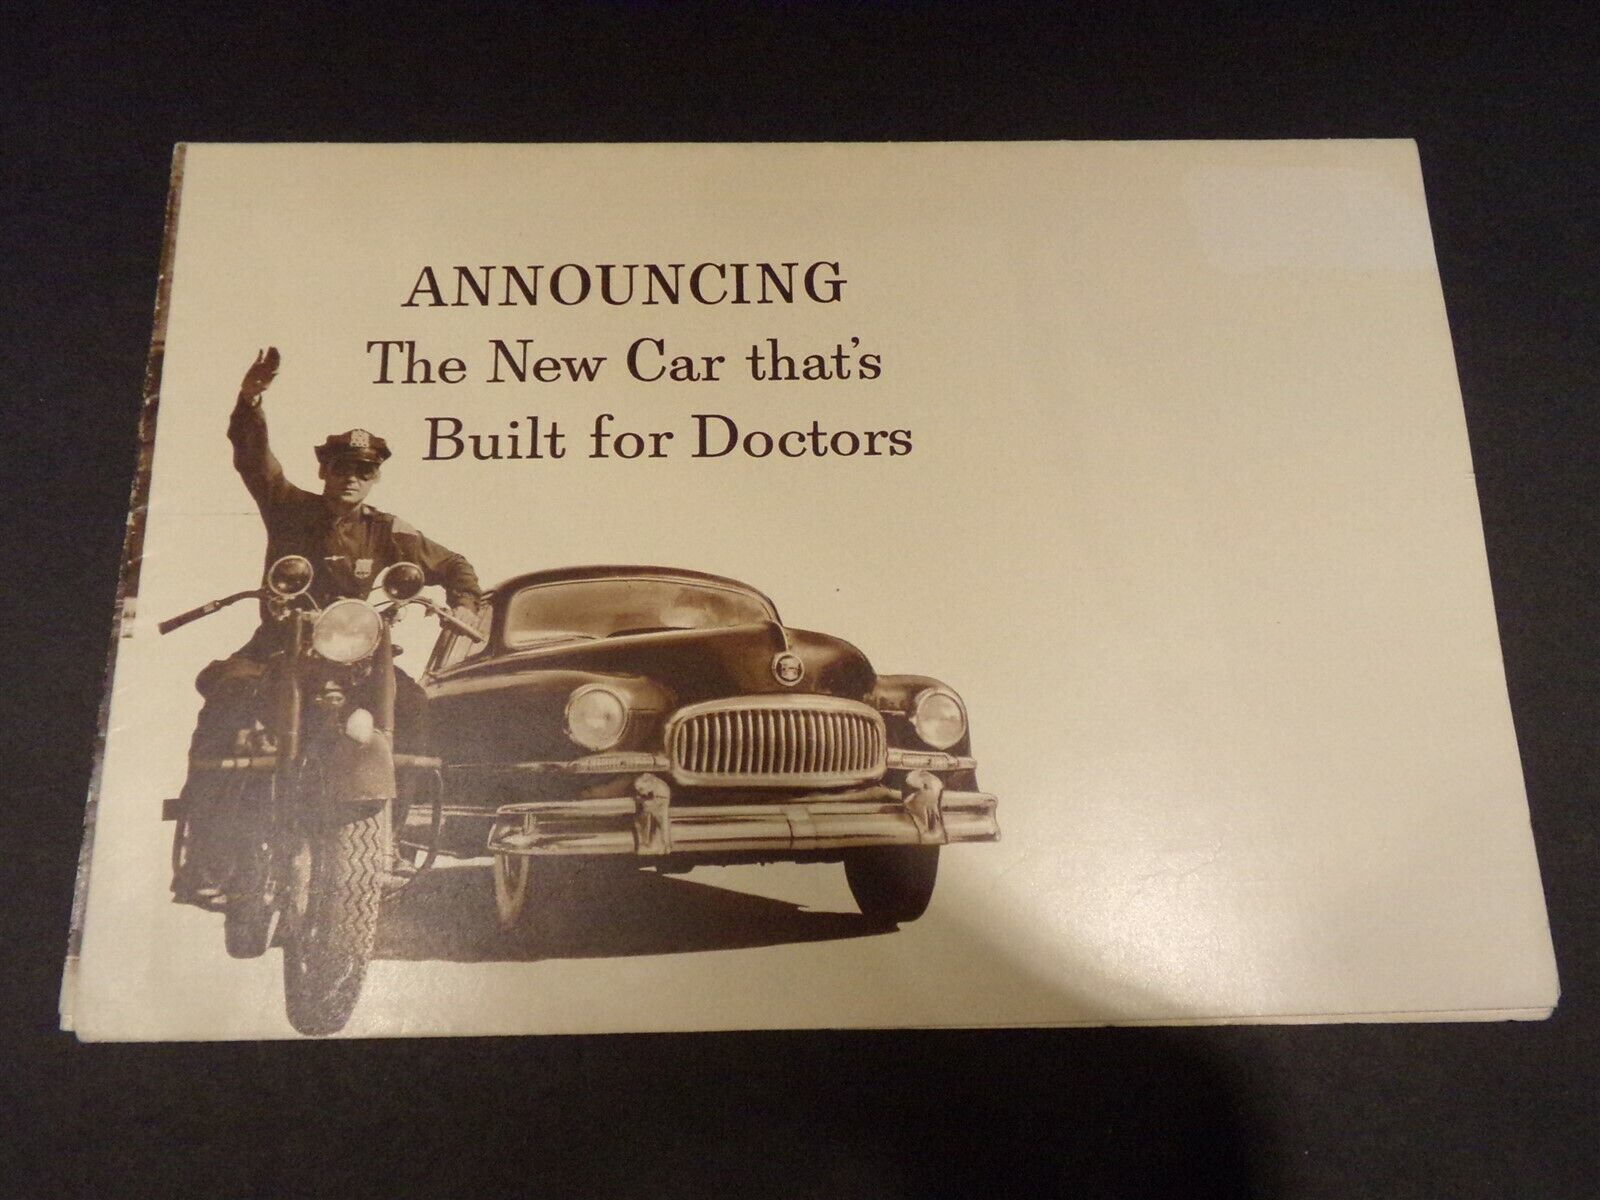 ANNOUNCING
The New Car that's
Built for Doctors